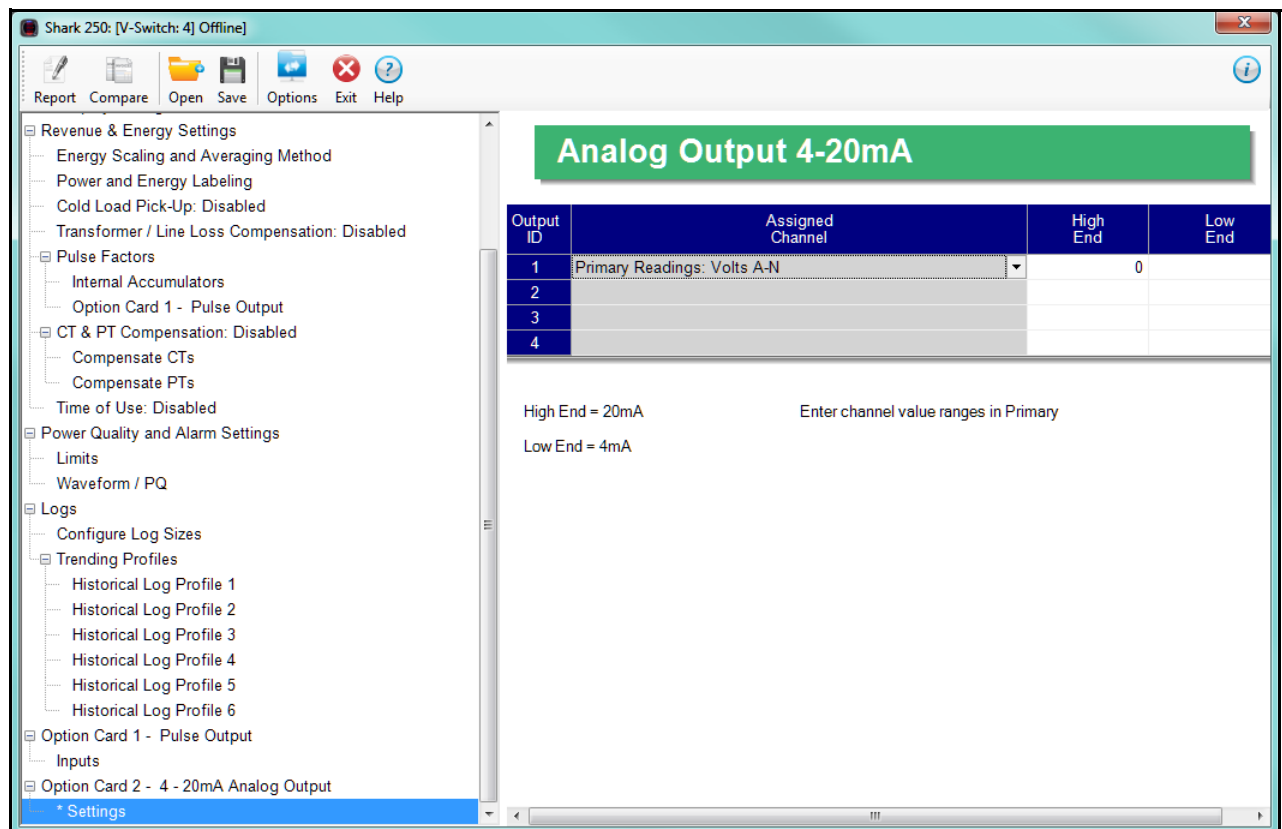 Shark 250: [V-Switch: 4] Offline]
X
Report Compare Open Save Options Exit Help
Revenue & Energy Settings
Energy Scaling and Averaging Method
Power and Energy Labeling
Cold Load Pick-Up: Disabled
Transformer / Line Loss Compensation: Disabled
Pulse Factors
Internal Accumulators
Option Card 1 - Pulse Output
CT & PT Compensation: Disabled
Compensate CTs
Compensate PTs
Time of Use: Disabled
Power Quality and Alarm Settings
Limits
Waveform / PQ
Logs
Configure Log Sizes
Trending Profiles
Historical Log Profile 1
Historical Log Profile 2
Historical Log Profile 3
Historical Log Profile 4
Historical Log Profile 5
Historical Log Profile 6
Option Card 1 - Pulse Output
Inputs
Option Card 2 - 4 - 20mA Analog Output
* Settings
Analog Output 4-20mA
Output ID Assigned Channel High End Low End
1 Primary Readings: Volts A-N 0
2
3
4
High End = 20mA Enter channel value ranges in Primary
Low End = 4mA